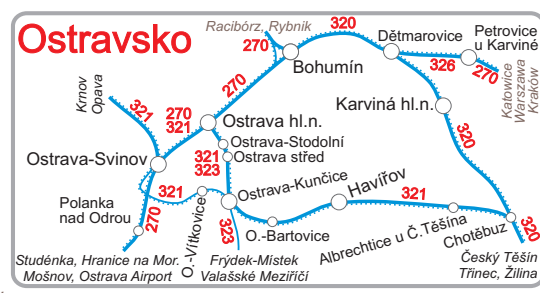 Ostravsko
Racibórz, Rybnik
320
270
Dětmarovice
Petrovice
u Karviné
Bohumín
326
270
Katowice
Warszawa
Kraków
Krnov
Opava
321
270
270
321
Ostrava hl.n.
Karviná hl.n.
320
Ostrava-Stodolní
Ostrava střed
321
323
Ostrava-Svinov
321
Ostrava-Kunčice
Havířov
321
Polanka
nad Odrou
270
O.-Vítkovice
323
O.-Bartovice
Albrechtice u Č.Těšína
Chotěbuz
320
Studénka, Hranice na Mor.
Mošnov, Ostrava Airport
Frýdek-Místek
Valašské Meziříčí
Český Těšín
Třinec, Žilina